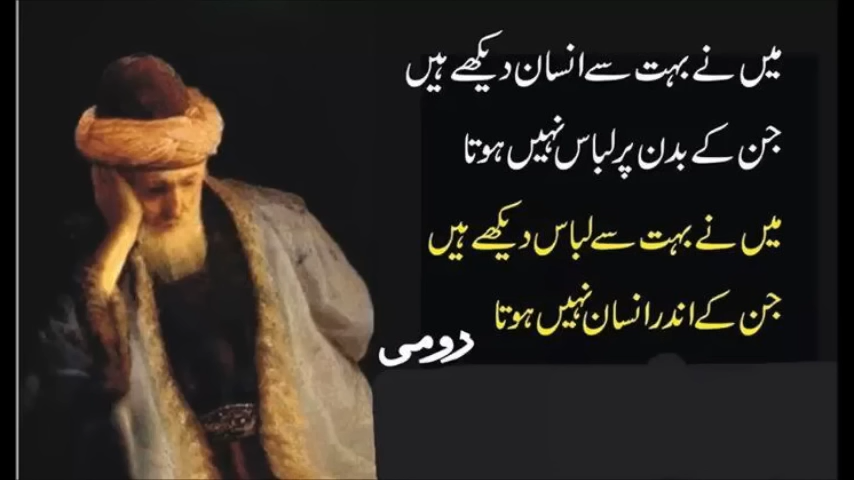 میں نے بہت سے انسان دیکھے ہیں
جن کے بدن پر لباس نہیں ہوتا
میں نے بہت سے لباس دیکھے ہیں
جن کے اندر انسان نہیں ہوتا
رومی